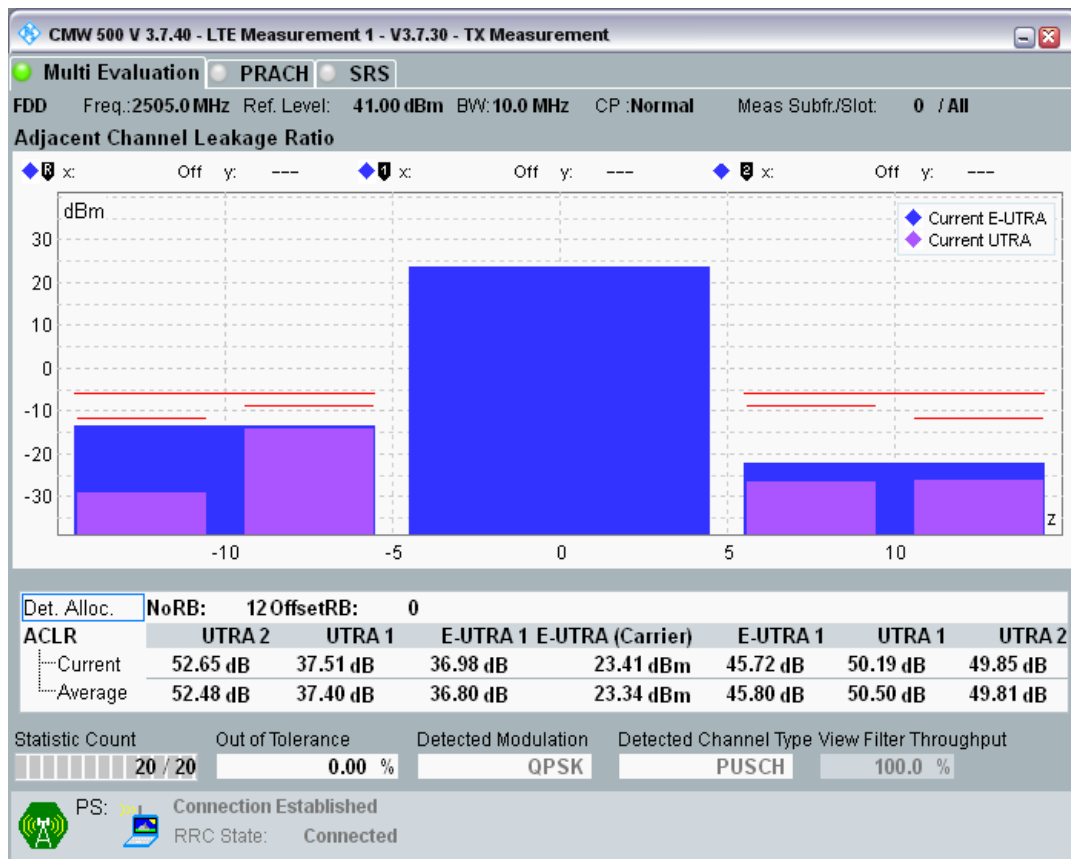 CMW 500 V 3.7.40 - LTE Measurement 1 - V3.7.30 - TX Measurement
Multi Evaluation PRACH SRS
FDD Freq.:2505.0 MHz Ref. Level: 41.00 dBm BW:10.0 MHz CP :Normal Meas Subfr./Slot: 0 / All
Adjacent Channel Leakage Ratio
R x: Off y: --- 1 x: Off y: --- 2 x: Off y: ---
dBm
Current E-UTRA
Current UTRA
30
20
10
0
-10
-20
-30
z
-10 -5 0 5 10
Det. Alloc. NoRB: 12 OffsetRB: 0
ACLR UTRA 2 UTRA 1 E-UTRA 1 E-UTRA (Carrier) E-UTRA 1 UTRA 1 UTRA 2
Current 52.65 dB 37.51 dB 36.98 dB 23.41 dBm 45.72 dB 50.19 dB 49.85 dB
Average 52.48 dB 37.40 dB 36.80 dB 23.34 dBm 45.80 dB 50.50 dB 49.81 dB
Statistic Count Out of Tolerance Detected Modulation Detected Channel Type View Filter Throughput
20 / 20 0.00 % QPSK PUSCH 100.0 %
PS: Connection Established
RRC State: Connected